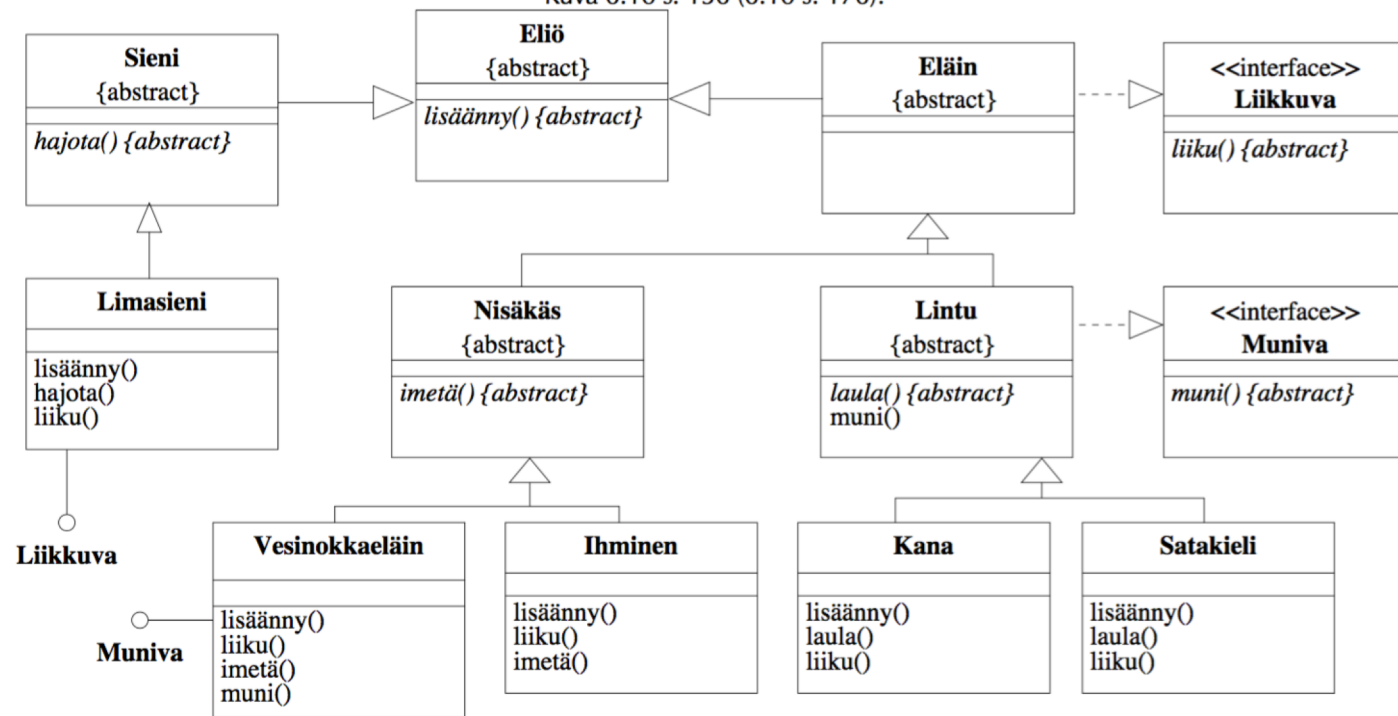 Sieni
{abstract}
hajota() {abstract}
Eliö
{abstract}
lisäänny() {abstract}
Eläin
{abstract}
<<interface>>
Liikkuva
liiku() {abstract}
Limasieni
lisäänny()
hajota()
liiku()
Liikkuva
Nisäkäs
{abstract}
imetä() {abstract}
Lintu
{abstract}
laula() {abstract}
muni()
<<interface>>
Muniva
muni() {abstract}
Vesinokkaeläin
lisäänny()
liiku()
imetä()
muni()
Muniva
Ihminen
lisäänny()
liiku()
imetä()
Kana
lisäänny()
laula()
liiku()
Satakieli
lisäänny()
laula()
liiku()